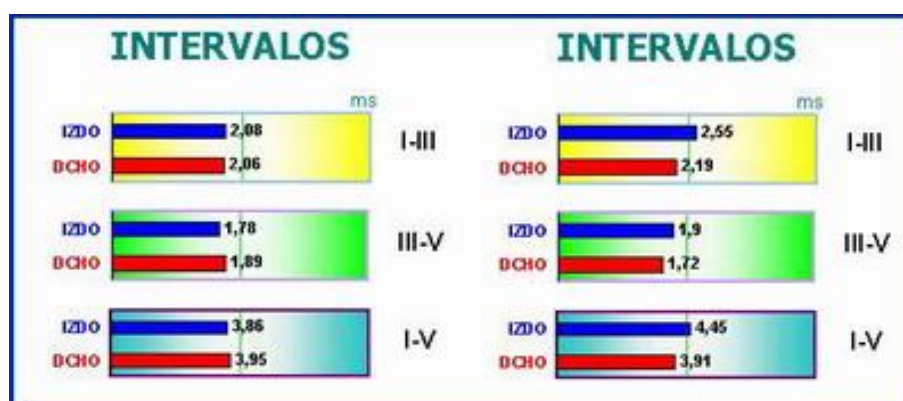 INTERVALOS
ms
IZDO 2,08
I-III
DCHO 2,06
IZDO 1,78
III-V
DCHO 1,89
IZDO 3,86
I-V
DCHO 3,95
INTERVALOS
ms
IZDO 2,55
I-III
DCHO 2,19
IZDO 1,9
III-V
DCHO 1,72
IZDO 4,45
I-V
DCHO 3,91